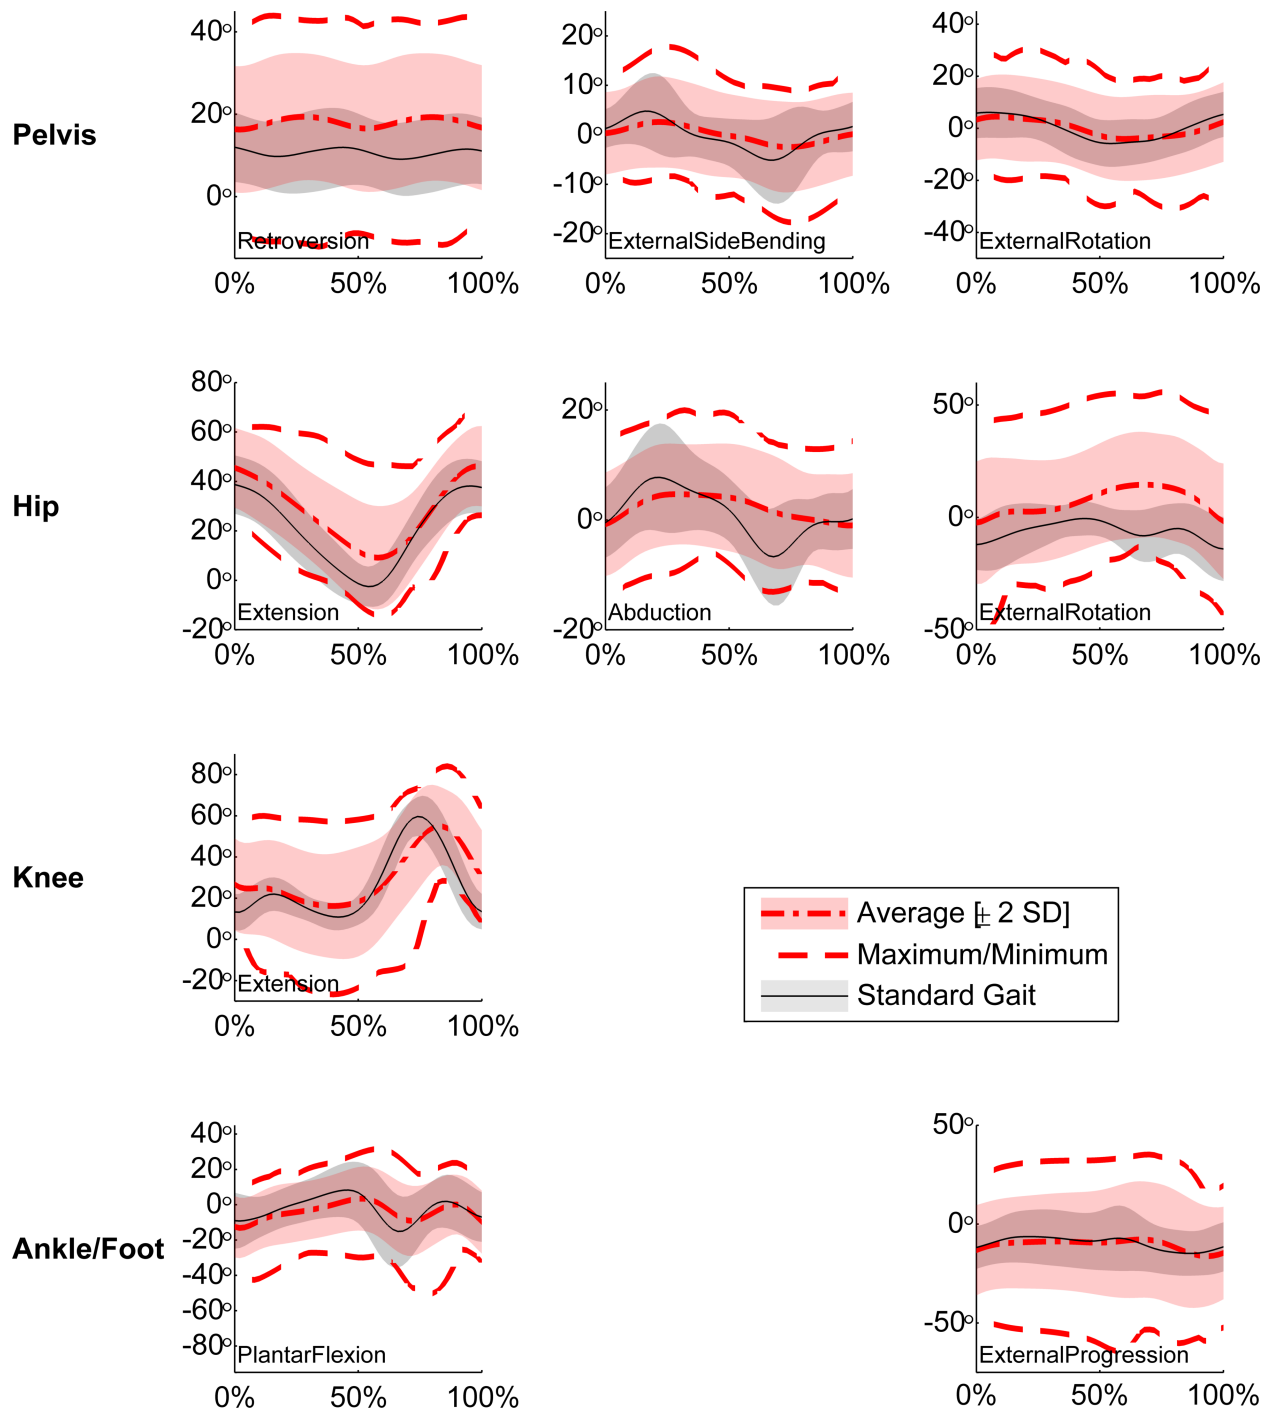 Pelvis
40°
20°
0°
Retroversion
0% 50% 100%
20°
10°
0°
-10°
-20°
ExternalSideBending
0% 50% 100%
40°
20°
0°
-20°
-40°
ExternalRotation
0% 50% 100%
Hip
80°
60°
40°
20°
0°
-20°
Extension
0% 50% 100%
20°
0°
-20°
Abduction
0% 50% 100%
50°
0°
-50°
ExternalRotation
0% 50% 100%
Knee
80°
60°
40°
20°
0°
-20°
Extension
0% 50% 100%
Average [± 2 SD]
Maximum/Minimum
Standard Gait
Ankle/Foot
40°
20°
0°
-20°
-40°
-60°
-80°
PlantarFlexion
0% 50% 100%
50°
0°
-50°
ExternalProgression
0% 50% 100%